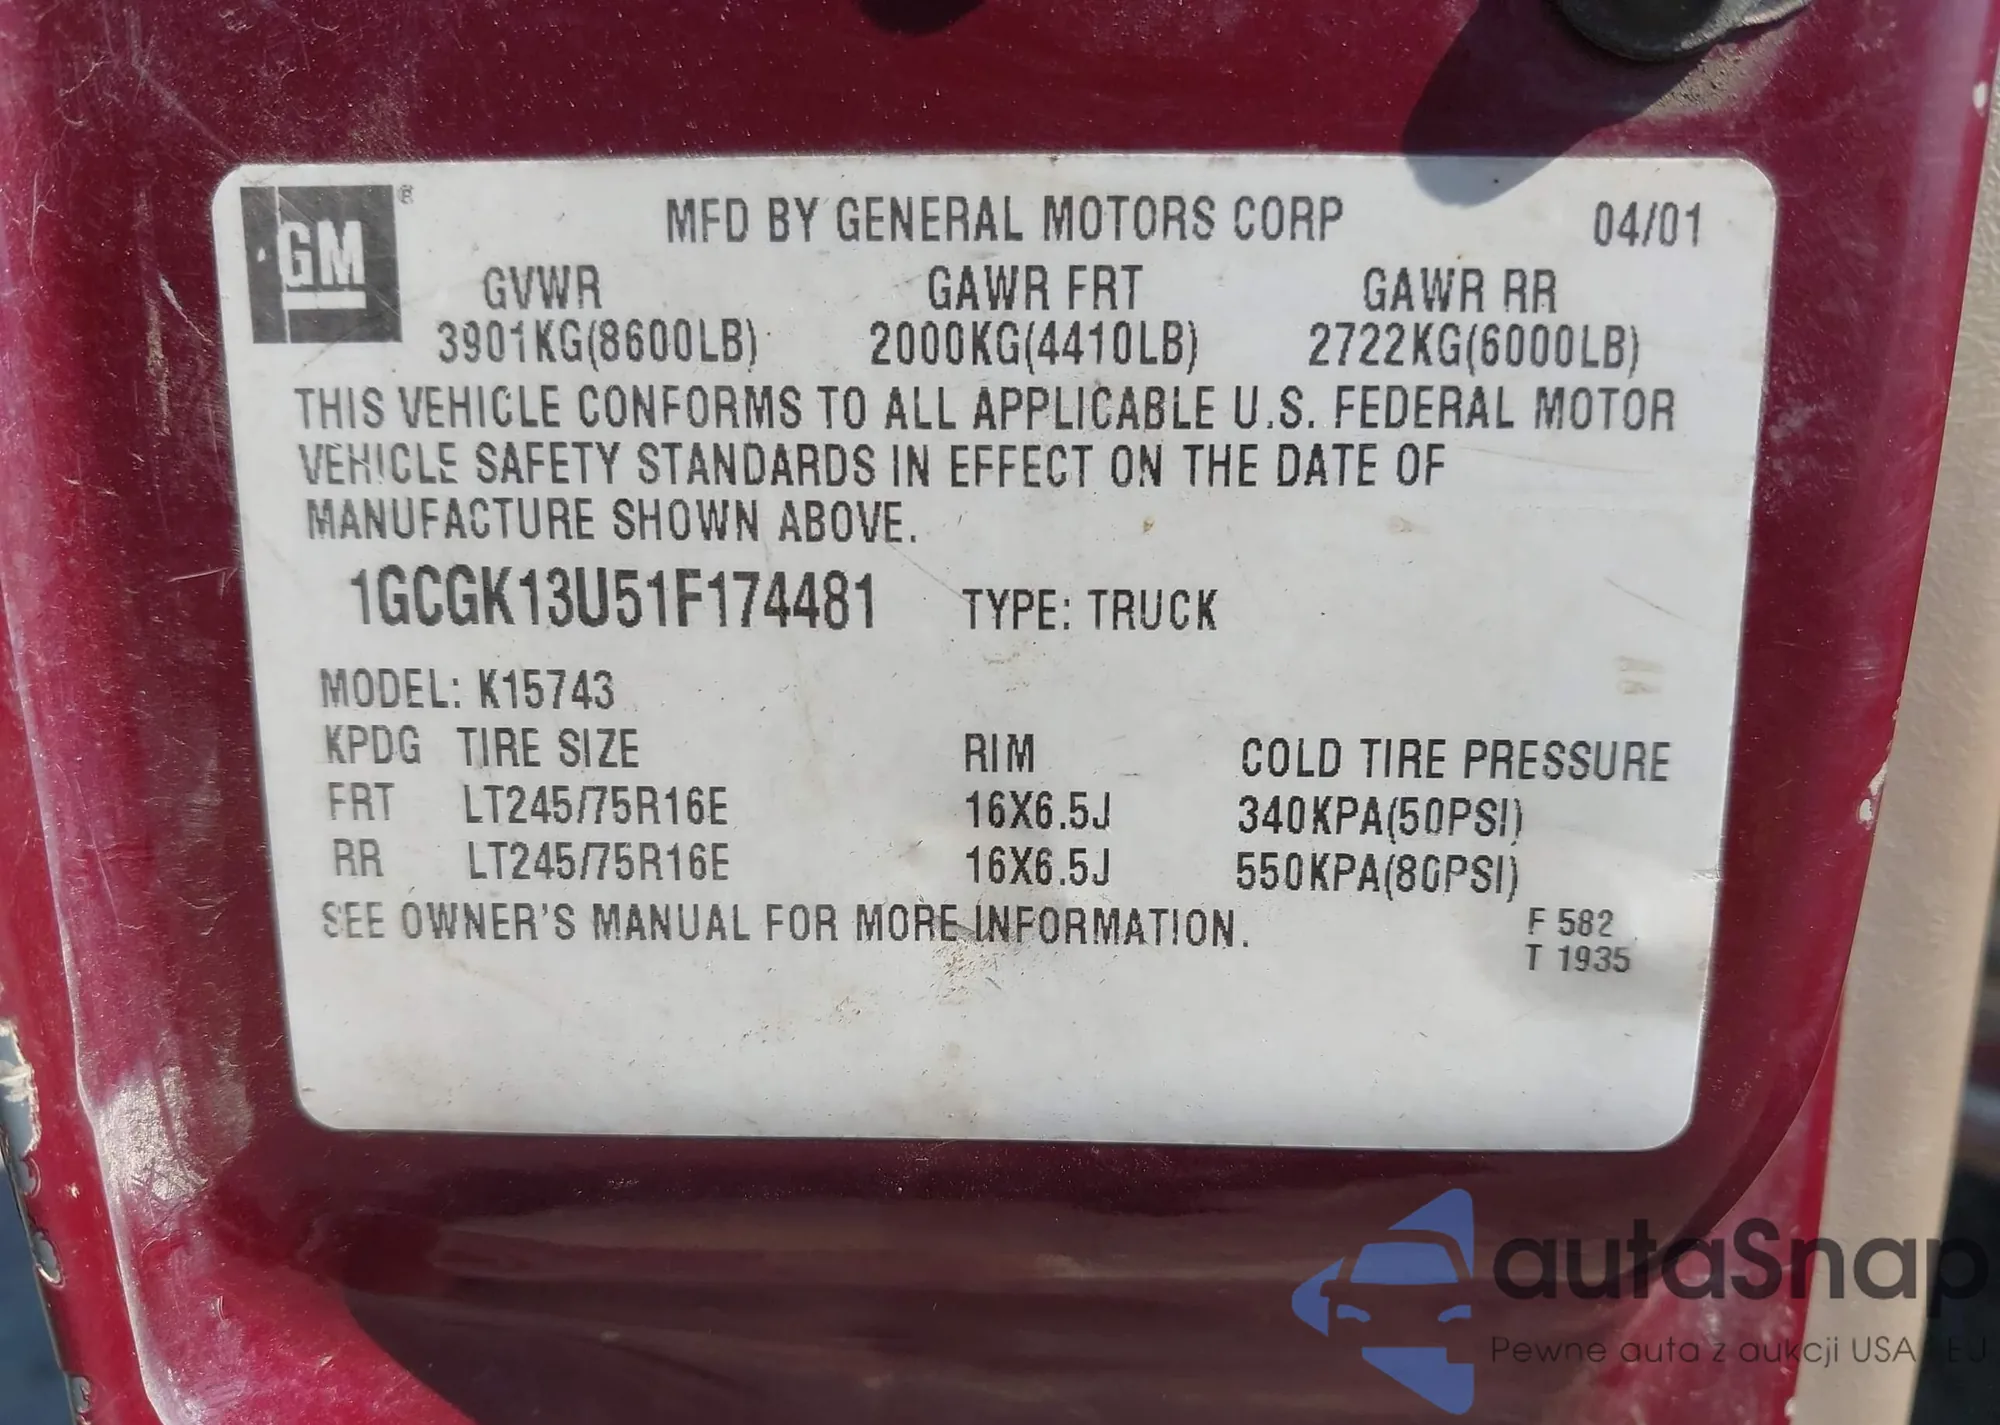 GM ®
MFD BY GENERAL MOTORS CORP 04/01
GVWR GAWR FRT GAWR RR
3901KG(8600LB) 2000KG(4410LB) 2722KG(6000LB)
THIS VEHICLE CONFORMS TO ALL APPLICABLE U.S. FEDERAL MOTOR
VEHICLE SAFETY STANDARDS IN EFFECT ON THE DATE OF
MANUFACTURE SHOWN ABOVE.
1GCGK13U51F174481 TYPE: TRUCK
MODEL: K15743
KPDG TIRE SIZE RIM COLD TIRE PRESSURE
FRT LT245/75R16E 16X6.5J 340KPA(50PSI)
RR LT245/75R16E 16X6.5J 550KPA(80PSI)
SEE OWNER'S MANUAL FOR MORE INFORMATION.
F 582
T 1935
autaSnap
Pewne auta z aukcji USA / EU